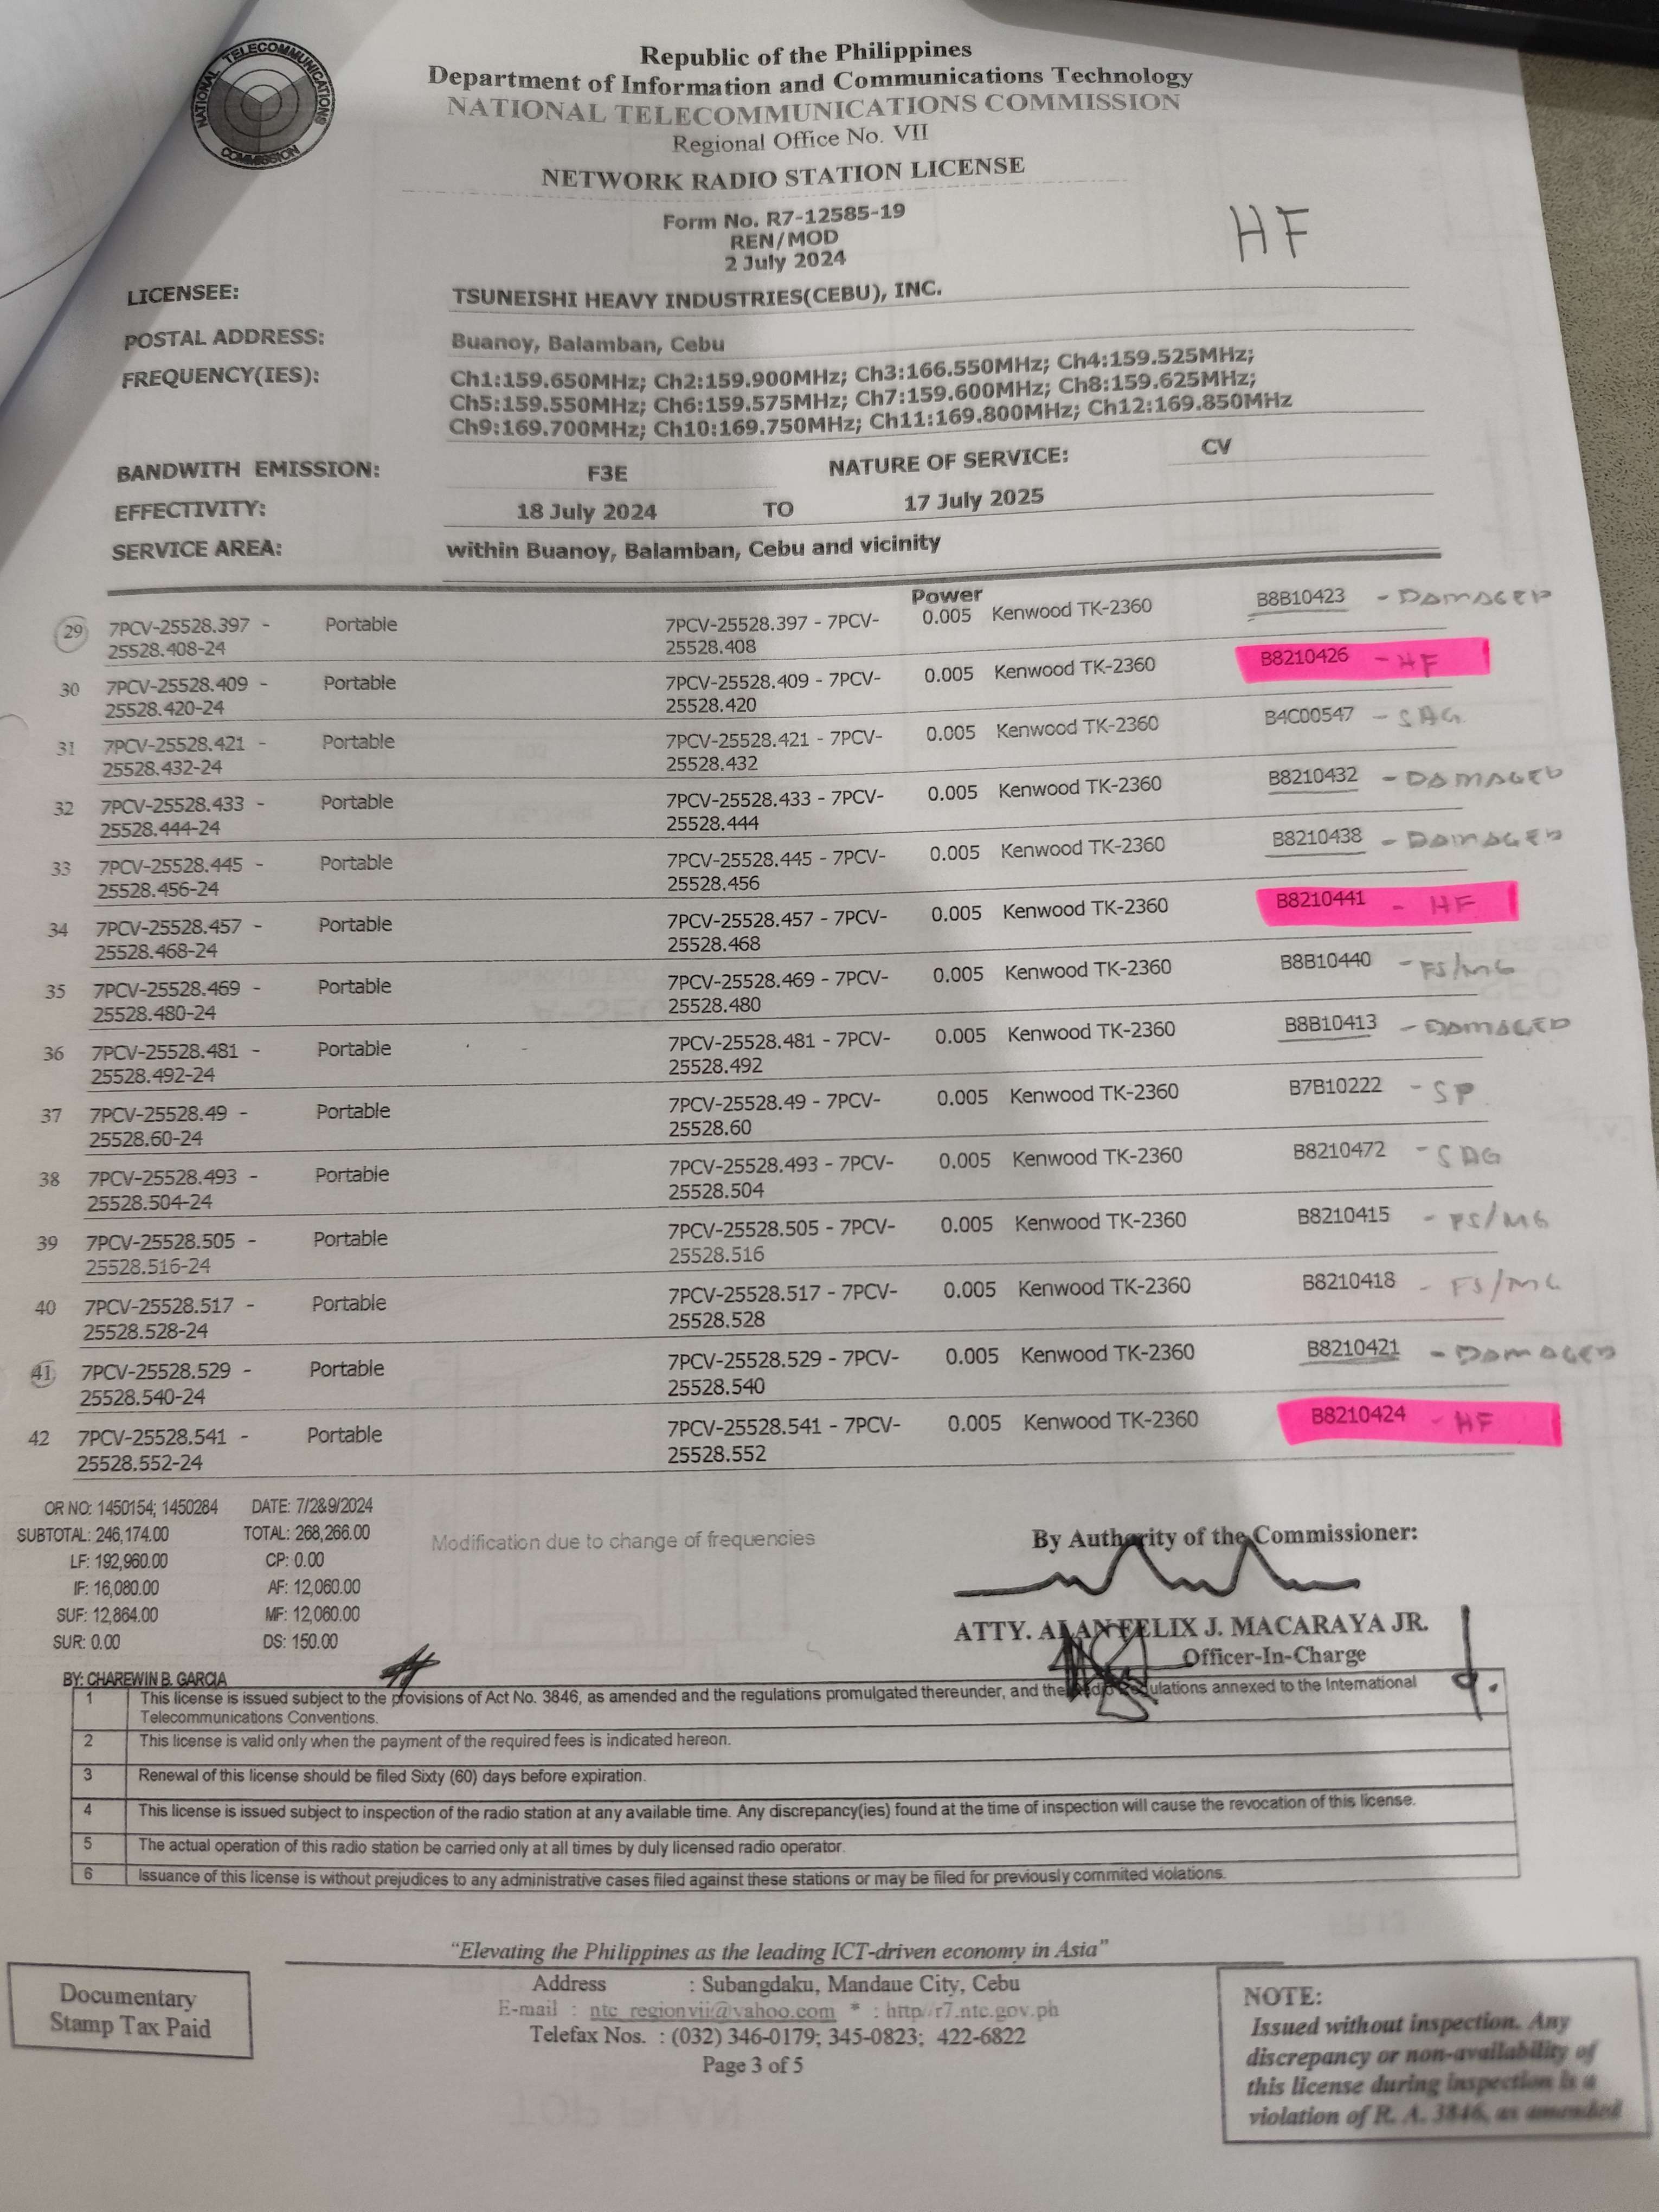 NATIONAL TELECOMMUNICATIONS COMMISSION
Republic of the Philippines
Department of Information and Communications Technology
NATIONAL TELECOMMUNICATIONS COMMISSION
Regional Office No. VII
NETWORK RADIO STATION LICENSE
Form No. R7-12585-19
REN/MOD
2 July 2024
HF
LICENSEE: TSUNEISHI HEAVY INDUSTRIES(CEBU), INC.
POSTAL ADDRESS: Buanoy, Balamban, Cebu
FREQUENCY(IES): Ch1:159.650MHz; Ch2:159.900MHz; Ch3:166.550MHz; Ch4:159.525MHz;
Ch5:159.550MHz; Ch6:159.575MHz; Ch7:159.600MHz; Ch8:159.625MHz;
Ch9:169.700MHz; Ch10:169.750MHz; Ch11:169.800MHz; Ch12:169.850MHz
BANDWITH EMISSION: F3E NATURE OF SERVICE: CV
EFFECTIVITY: 18 July 2024 TO 17 July 2025
SERVICE AREA: within Buanoy, Balamban, Cebu and vicinity
Power
29 7PCV-25528.397 - Portable 7PCV-25528.397 - 7PCV- 0.005 Kenwood TK-2360 B8B10423 - DAMAGED
25528.408-24 25528.408
30 7PCV-25528.409 - Portable 7PCV-25528.409 - 7PCV- 0.005 Kenwood TK-2360 B8210426 - HF
25528.420-24 25528.420
31 7PCV-25528.421 - Portable 7PCV-25528.421 - 7PCV- 0.005 Kenwood TK-2360 B4C00547 - SAG
25528.432-24 25528.432
32 7PCV-25528.433 - Portable 7PCV-25528.433 - 7PCV- 0.005 Kenwood TK-2360 B8210432 - DAMAGED
25528.444-24 25528.444
33 7PCV-25528.445 - Portable 7PCV-25528.445 - 7PCV- 0.005 Kenwood TK-2360 B8210438 - DAMAGED
25528.456-24 25528.456
34 7PCV-25528.457 - Portable 7PCV-25528.457 - 7PCV- 0.005 Kenwood TK-2360 B8210441 - HF
25528.468-24 25528.468
35 7PCV-25528.469 - Portable 7PCV-25528.469 - 7PCV- 0.005 Kenwood TK-2360 B8B10440 - FS/MG
25528.480-24 25528.480
36 7PCV-25528.481 - Portable 7PCV-25528.481 - 7PCV- 0.005 Kenwood TK-2360 B8B10413 - DAMAGED
25528.492-24 25528.492
37 7PCV-25528.49 - Portable 7PCV-25528.49 - 7PCV- 0.005 Kenwood TK-2360 B7B10222 - SP
25528.60-24 25528.60
38 7PCV-25528.493 - Portable 7PCV-25528.493 - 7PCV- 0.005 Kenwood TK-2360 B8210472 - SAG
25528.504-24 25528.504
39 7PCV-25528.505 - Portable 7PCV-25528.505 - 7PCV- 0.005 Kenwood TK-2360 B8210415 - FS/MG
25528.516-24 25528.516
40 7PCV-25528.517 - Portable 7PCV-25528.517 - 7PCV- 0.005 Kenwood TK-2360 B8210418 - FS/MG
25528.528-24 25528.528
41 7PCV-25528.529 - Portable 7PCV-25528.529 - 7PCV- 0.005 Kenwood TK-2360 B8210421 - DAMAGED
25528.540-24 25528.540
42 7PCV-25528.541 - Portable 7PCV-25528.541 - 7PCV- 0.005 Kenwood TK-2360 B8210424 - HF
25528.552-24 25528.552
OR NO: 1450154; 1450284 DATE: 7/2&9/2024
SUBTOTAL: 246,174.00 TOTAL: 268,266.00
LF: 192,960.00 CP: 0.00
IF: 16,080.00 AF: 12,060.00
SUF: 12,864.00 MF: 12,060.00
SUR: 0.00 DS: 150.00
BY: CHAREWIN B. GARCIA
Modification due to change of frequencies
By Authority of the Commissioner:
ATTY. ALAN FELIX J. MACARAYA JR.
Officer-In-Charge
1 This license is issued subject to the provisions of Act No. 3846, as amended and the regulations promulgated thereunder, and the Radio Regulations annexed to the International
Telecommunications Conventions.
2 This license is valid only when the payment of the required fees is indicated hereon.
3 Renewal of this license should be filed Sixty (60) days before expiration.
4 This license is issued subject to inspection of the radio station at any available time. Any discrepancy(ies) found at the time of inspection will cause the revocation of this license.
5 The actual operation of this radio station be carried only at all times by duly licensed radio operator.
6 Issuance of this license is without prejudices to any administrative cases filed against these stations or may be filed for previously commited violations.
"Elevating the Philippines as the leading ICT-driven economy in Asia"
Address : Subangdaku, Mandaue City, Cebu
E-mail : ntc_regionvii@yahoo.com * : http//r7.ntc.gov.ph
Telefax Nos. : (032) 346-0179; 345-0823; 422-6822
Page 3 of 5
Documentary
Stamp Tax Paid
NOTE:
Issued without inspection. Any
discrepancy or non-availability of
this license during inspection is a
violation of R. A. 3846, as amended